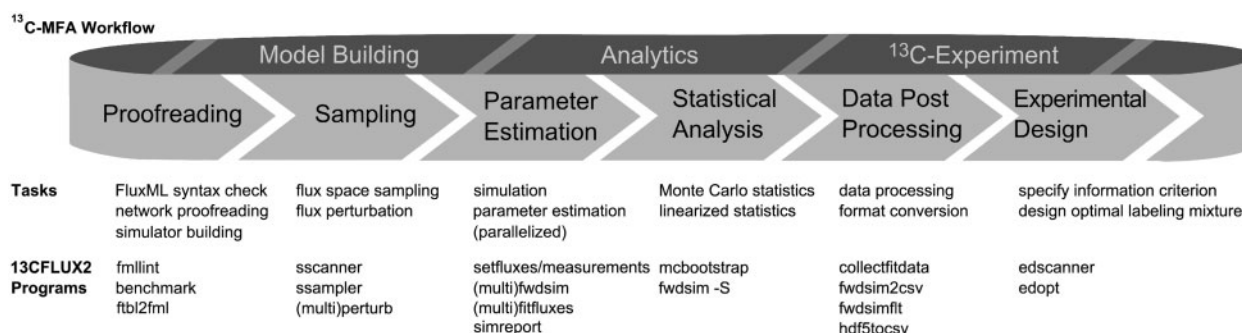 ¹³C-MFA Workflow
Model Building
Analytics
¹³C-Experiment
Proofreading
Sampling
Parameter
Estimation
Statistical
Analysis
Data Post
Processing
Experimental
Design
Tasks
FluxML syntax check
network proofreading
simulator building
flux space sampling
flux perturbation
simulation
parameter estimation
(parallelized)
Monte Carlo statistics
linearized statistics
data processing
format conversion
specify information criterion
design optimal labeling mixture
13CFLUX2
Programs
fmllint
benchmark
ftbl2fml
sscanner
ssampler
(multi)perturb
setfluxes/measurements
(multi)fwdsim
(multi)fitfluxes
simreport
mcbootstrap
fwdsim -S
collectfitdata
fwdsim2csv
fwdsimflt
hdf5tocsv
edscanner
edopt